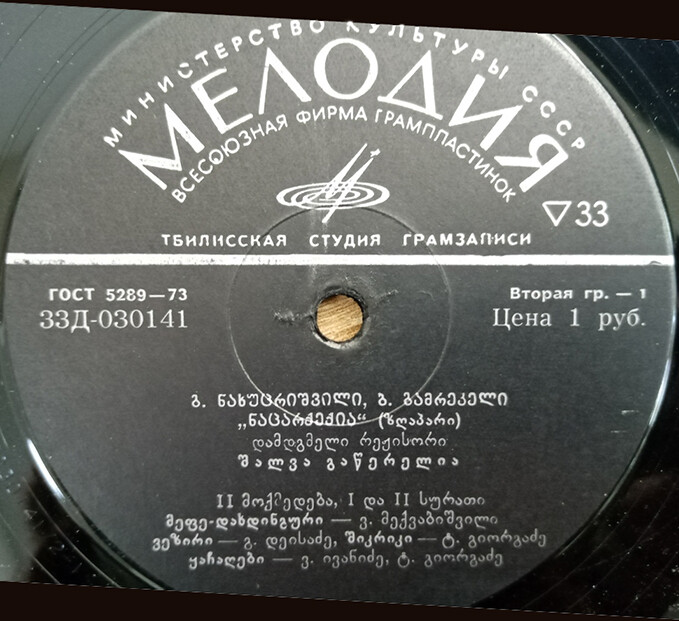 МИНИСТЕРСТВО КУЛЬТУРЫ СССР
МЕЛОДИЯ
ВСЕСОЮЗНАЯ ФИРМА ГРАМПЛАСТИНОК
▽33
ТБИЛИССКАЯ СТУДИЯ ГРАМЗАПИСИ
ГОСТ 5289—73
Вторая гр. — 1
33Д-030141
Цена 1 руб.
გ. ნახუცრიშვილი, ბ. გამრეკელი
„ნაცარქექია“ (ზღაპარი)
დამდგმელი რეჟისორი
შალვა გაწერელია
II მოქმედება, I და II სურათი
მეფე-დახდინგური — ვ. მექვაბიშვილი
ვეზირი — გ. დეისაძე, შიკრიკი — ტ. გიორგაძე
ყაჩაღები — ვ. ივანიძე, ტ. გიორგაძე